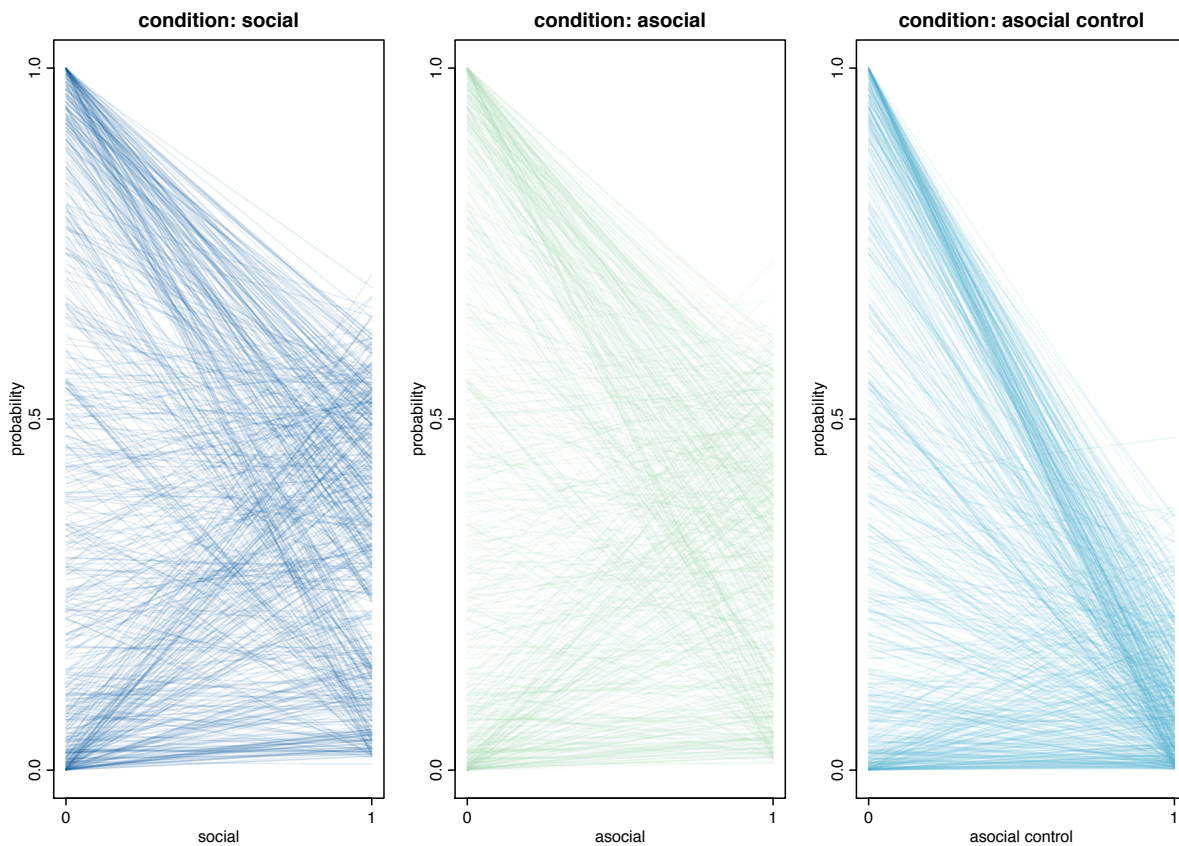 condition: social
1.0
0.5
0.0
probability
0 1
social
condition: asocial
1.0
0.5
0.0
probability
0 1
asocial
condition: asocial control
1.0
0.5
0.0
probability
0 1
asocial control